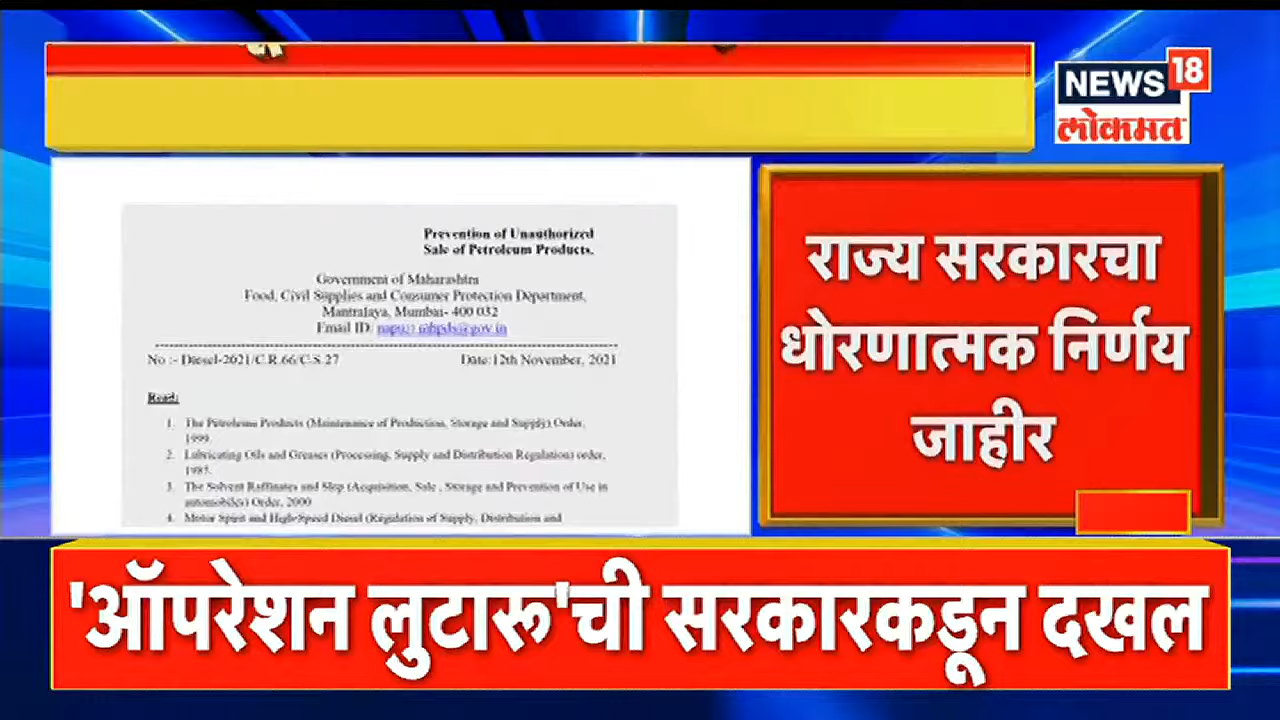 NEWS 18
लोकमत
Prevention of Unauthorized
Sale of Petroleum Products.
Government of Maharashtra
Food, Civil Supplies and Consumer Protection Department,
Mantralaya, Mumbai- 400 032
Email ID:
No :- Diesel-2021/C.R.66/C-S.27 Date:12th November, 2021
Read:
1. The Petroleum Products (Maintenance of Production, Storage and Supply) Order,
1999.
2. Lubricating Oils and Greases (Processing, Supply and Distribution Regulation) order,
1987.
3. The Solvent Raffinates and Slop (Acquisition, Sale , Storage and Prevention of Use in
automobiles) Order, 2000
4. Motor Spirit and High-Speed Diesel (Regulation of Supply, Distribution and
राज्य सरकारचा
धोरणात्मक निर्णय
जाहीर
'ऑपरेशन लुटारू'ची सरकारकडून दखल